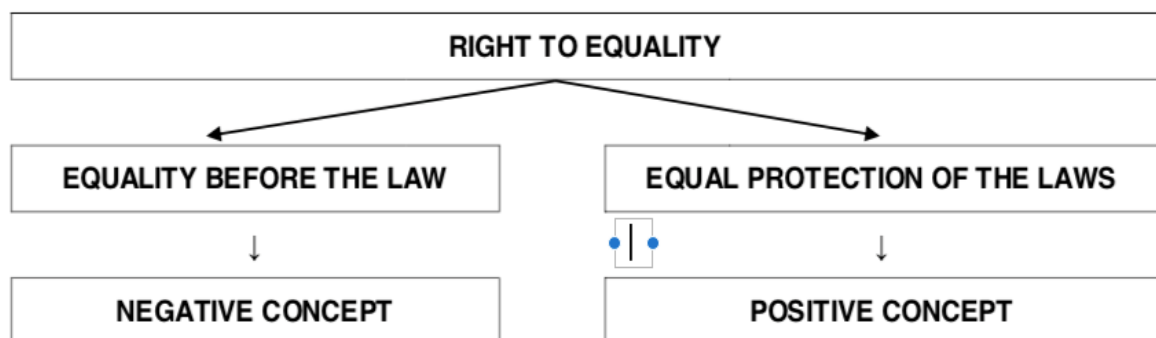 RIGHT TO EQUALITY
EQUALITY BEFORE THE LAW
EQUAL PROTECTION OF THE LAWS
↓
↓
NEGATIVE CONCEPT
POSITIVE CONCEPT